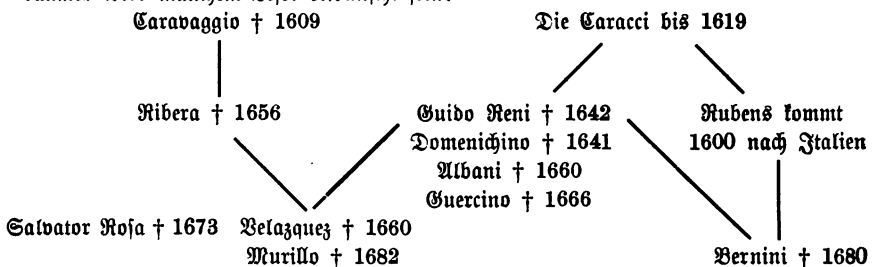 Caravaggio † 1609
Die Caracci bis 1619
Ribera † 1656
Guido Reni † 1642
Domenichino † 1641
Albani † 1660
Guercino † 1666
Rubens kommt
1600 nach Italien
Salvator Rosa † 1673
Velazquez † 1660
Murillo † 1682
Bernini † 1680